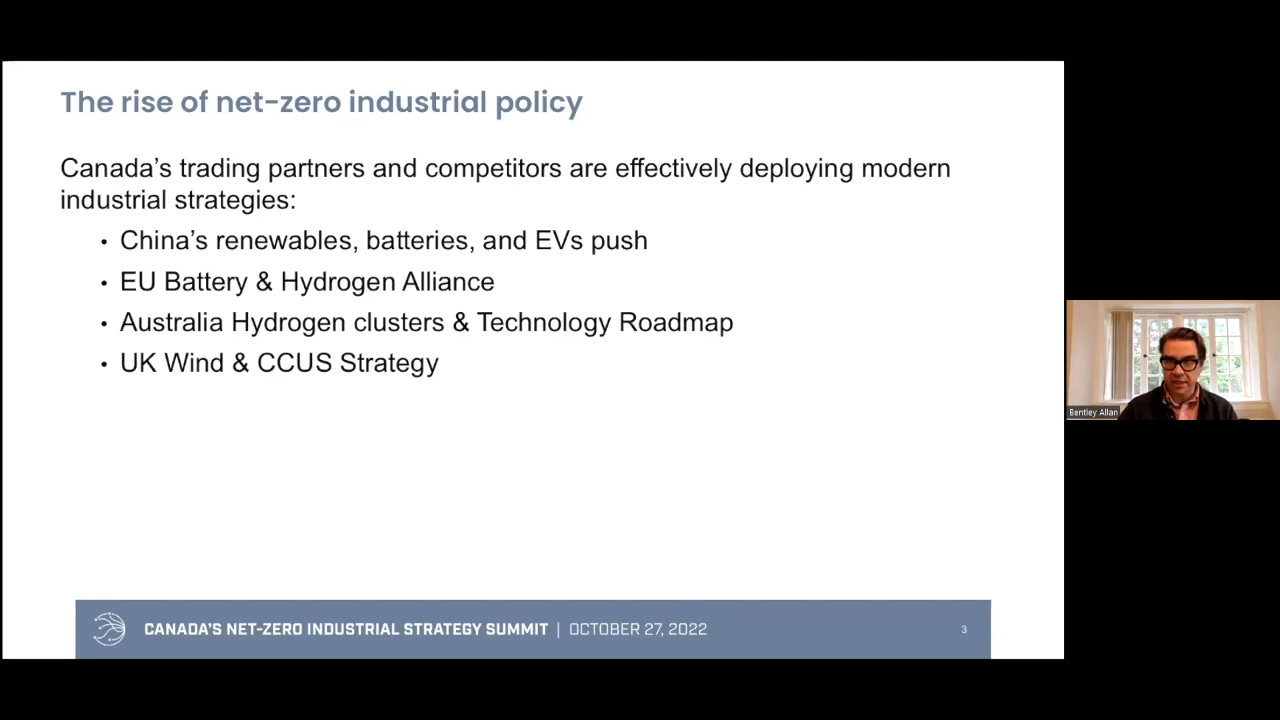 The rise of net-zero industrial policy
Canada’s trading partners and competitors are effectively deploying modern
industrial strategies:
• China’s renewables, batteries, and EVs push
• EU Battery & Hydrogen Alliance
• Australia Hydrogen clusters & Technology Roadmap
• UK Wind & CCUS Strategy
Bentley Allan
CANADA’S NET-ZERO INDUSTRIAL STRATEGY SUMMIT | OCTOBER 27, 2022
3